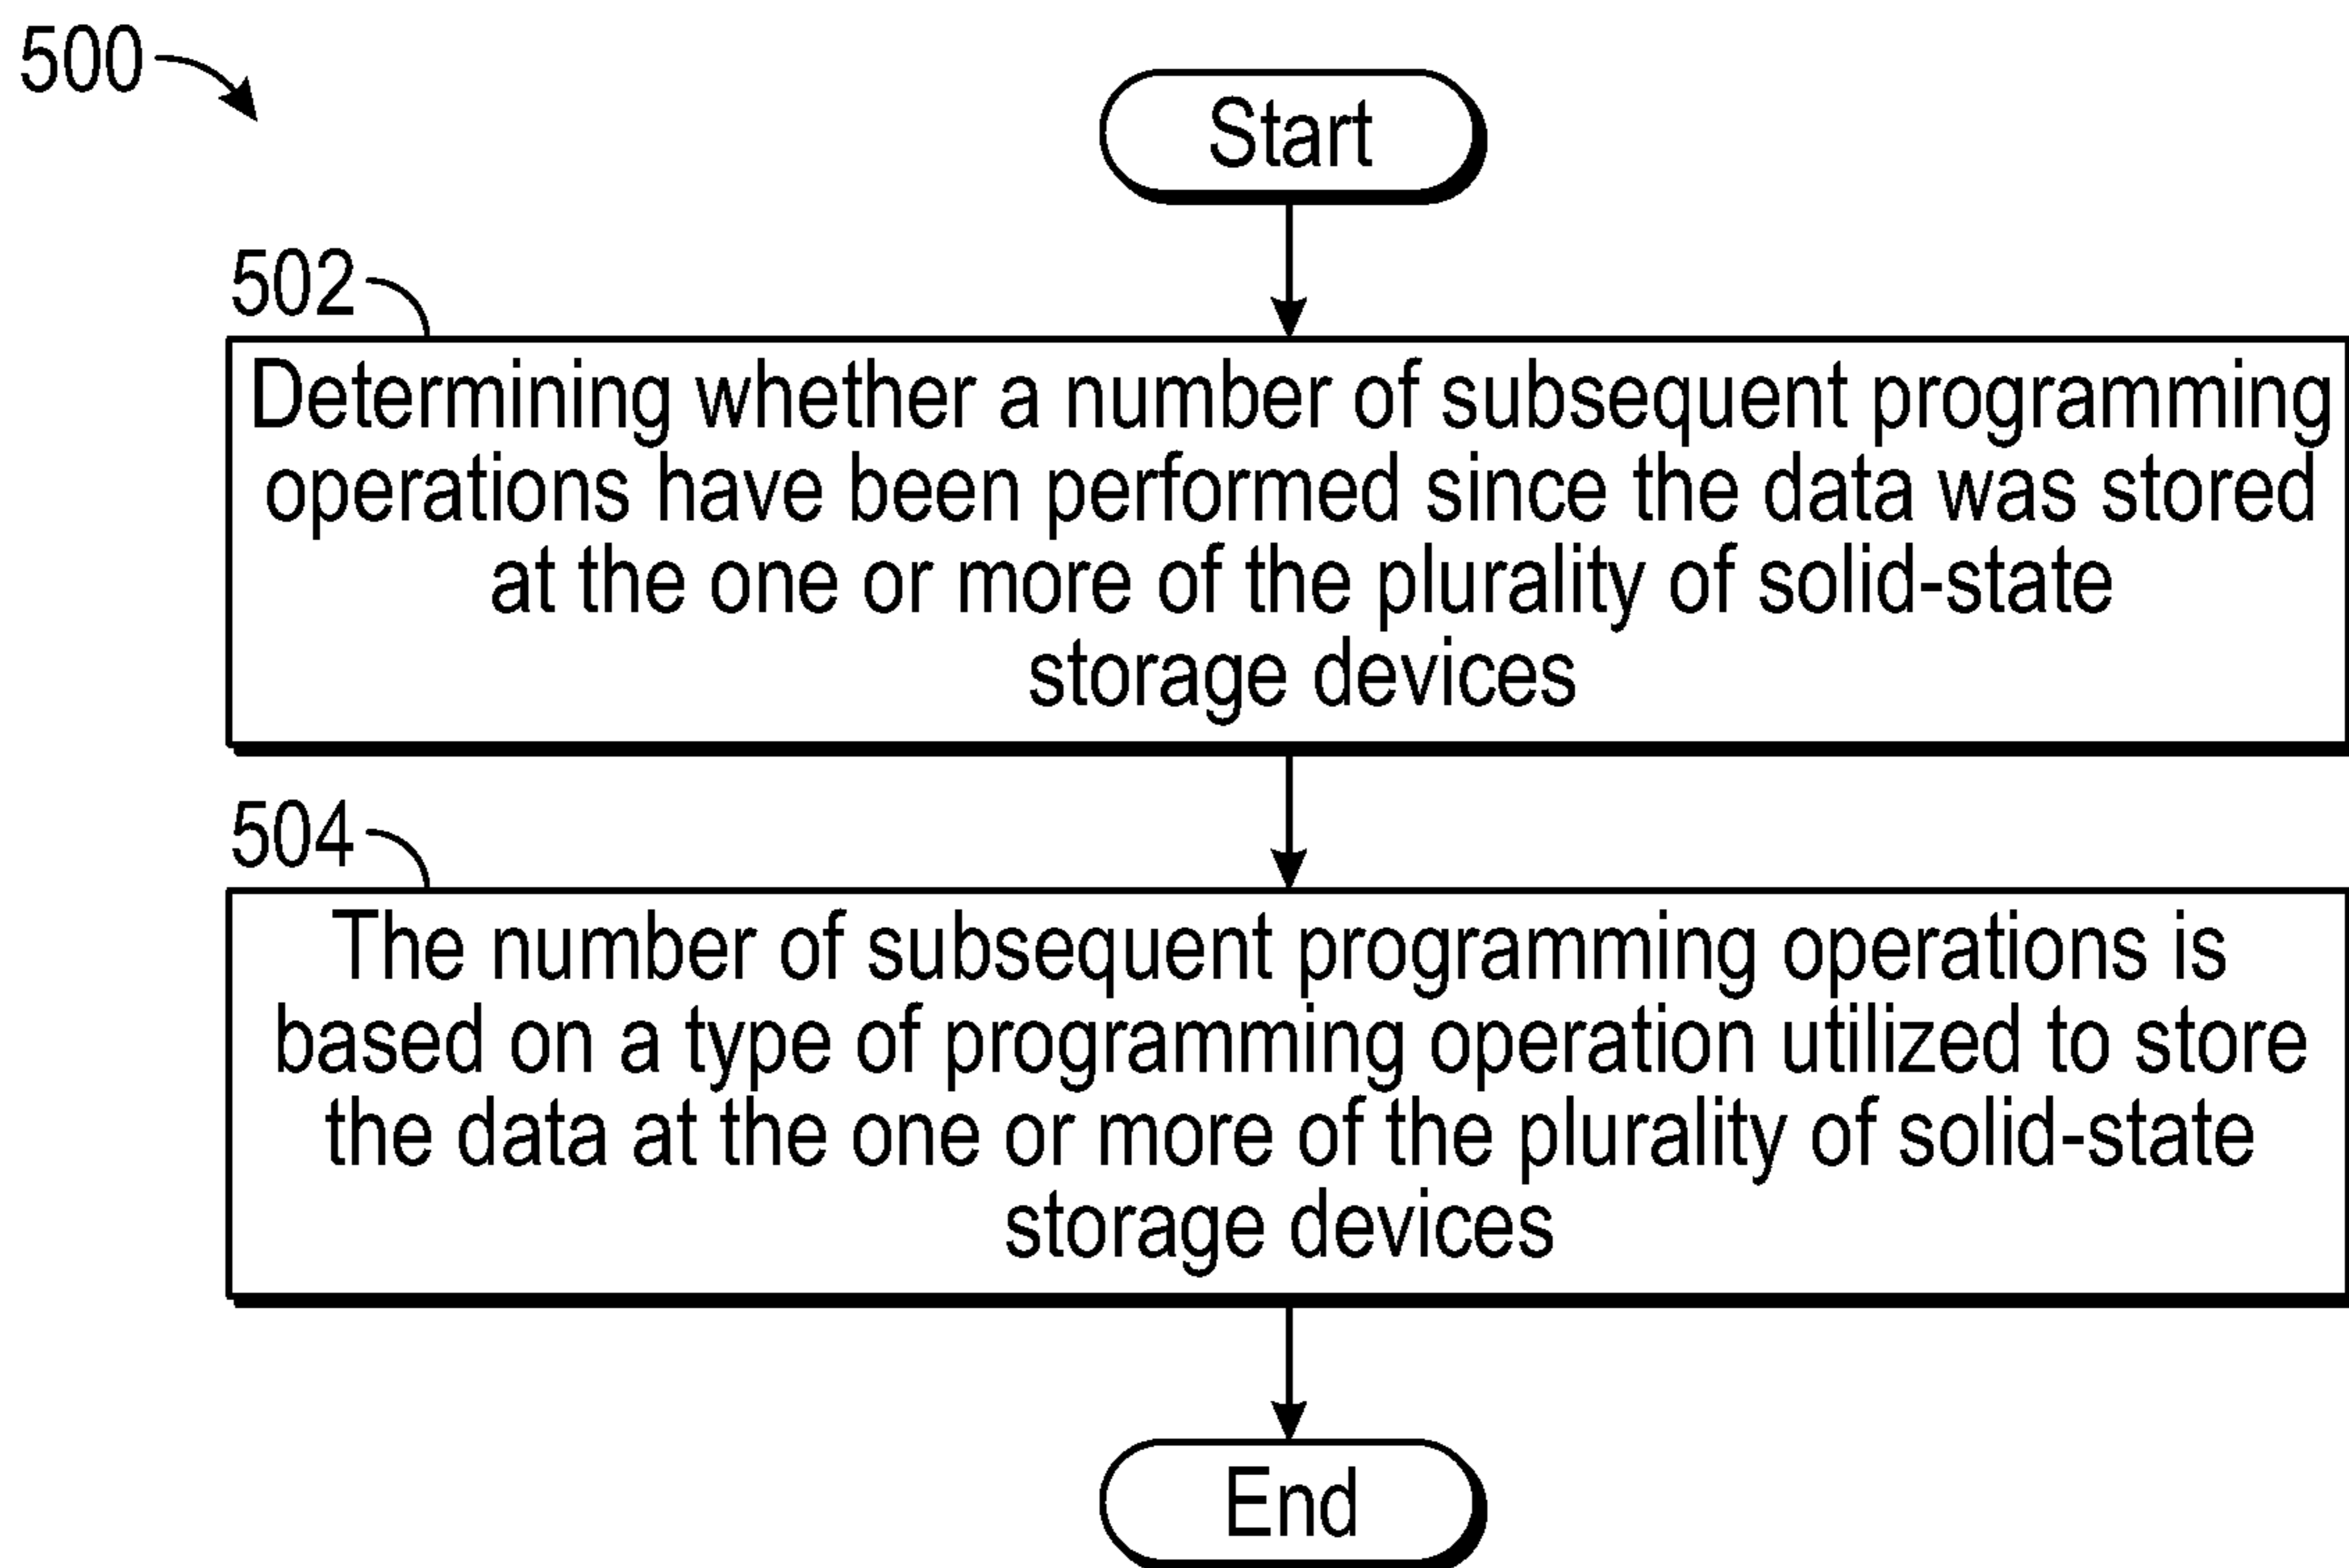 500
Start
502
Determining whether a number of subsequent programming
operations have been performed since the data was stored
at the one or more of the plurality of solid-state
storage devices
504
The number of subsequent programming operations is
based on a type of programming operation utilized to store
the data at the one or more of the plurality of solid-state
storage devices
End